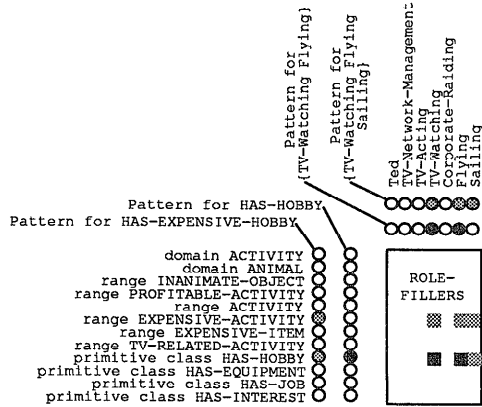 Pattern for
{TV-Watching Flying}
Pattern for
{TV-Watching Flying
Sailing}
Ted
TV-Network-Management
TV-Acting
TV-Watching
Corporate-Raiding
Flying
Sailing
Pattern for HAS-HOBBY
Pattern for HAS-EXPENSIVE-HOBBY
domain ACTIVITY
domain ANIMAL
range INANIMATE-OBJECT
range PROFITABLE-ACTIVITY
range ACTIVITY
range EXPENSIVE-ACTIVITY
range EXPENSIVE-ITEM
range TV-RELATED-ACTIVITY
primitive class HAS-HOBBY
primitive class HAS-EQUIPMENT
primitive class HAS-JOB
primitive class HAS-INTEREST
ROLE-
FILLERS